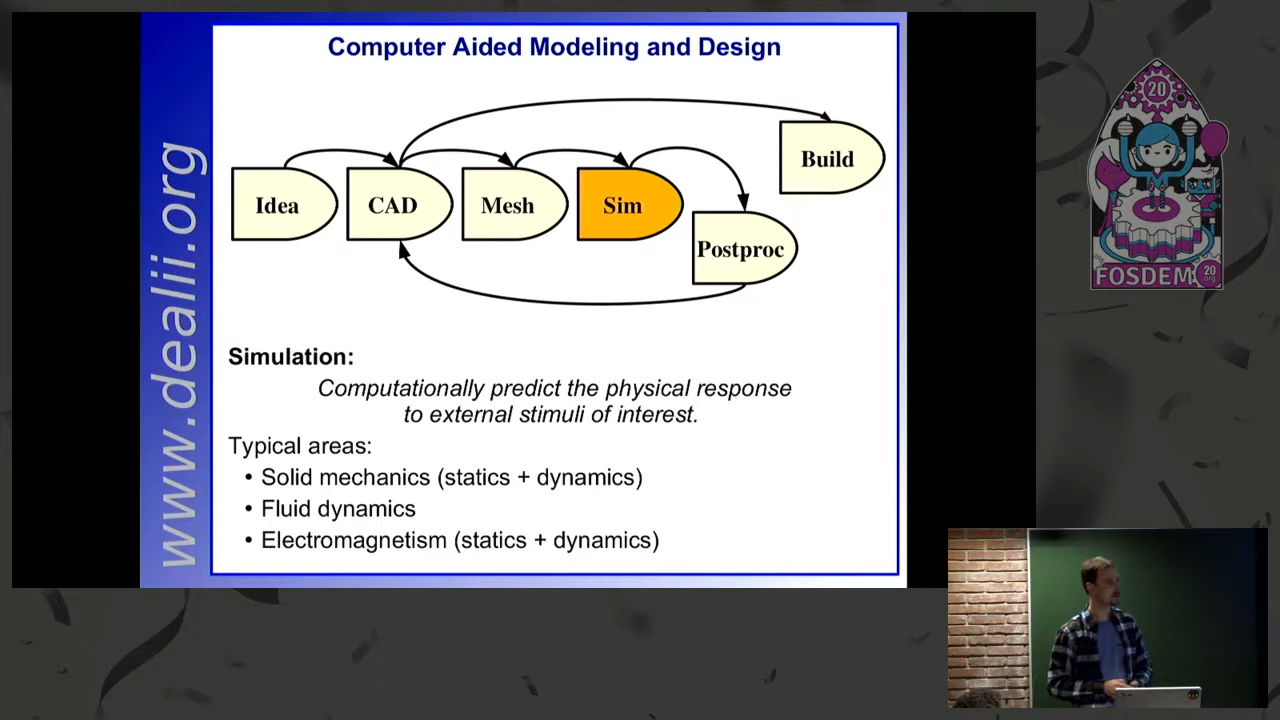 Computer Aided Modeling and Design
www.dealii.org
Idea
CAD
Mesh
Sim
Postproc
Build
Simulation:
Computationally predict the physical response
to external stimuli of interest.
Typical areas:
• Solid mechanics (statics + dynamics)
• Fluid dynamics
• Electromagnetism (statics + dynamics)
20
FOSDEM
20
.org